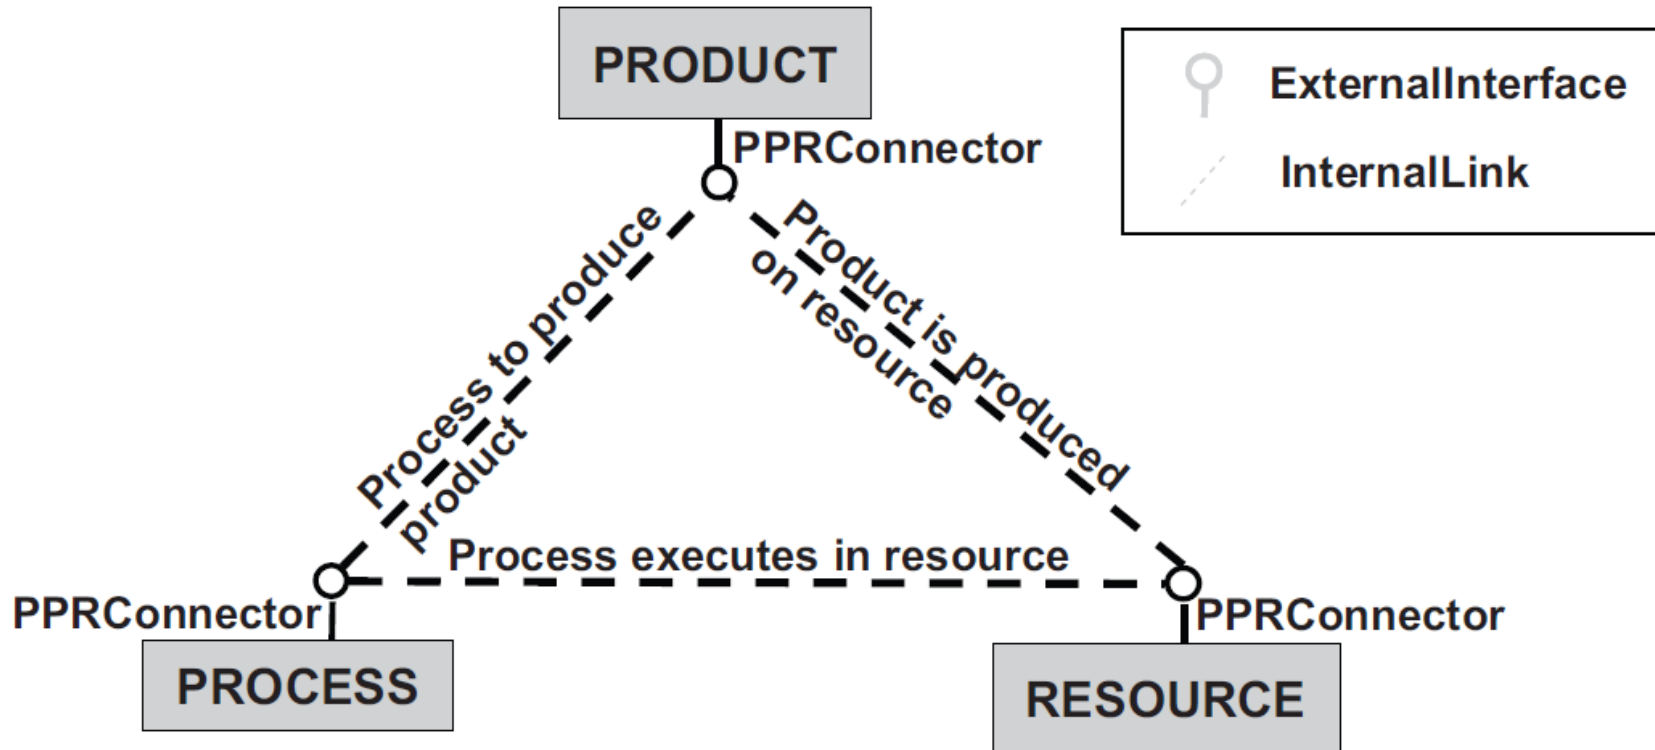 PRODUCT
ExternalInterface
PPRConnector
InternalLink
Process to produce
product
Product is produced
on resource
Process executes in resource
PPRConnector
PPRConnector
PROCESS
RESOURCE